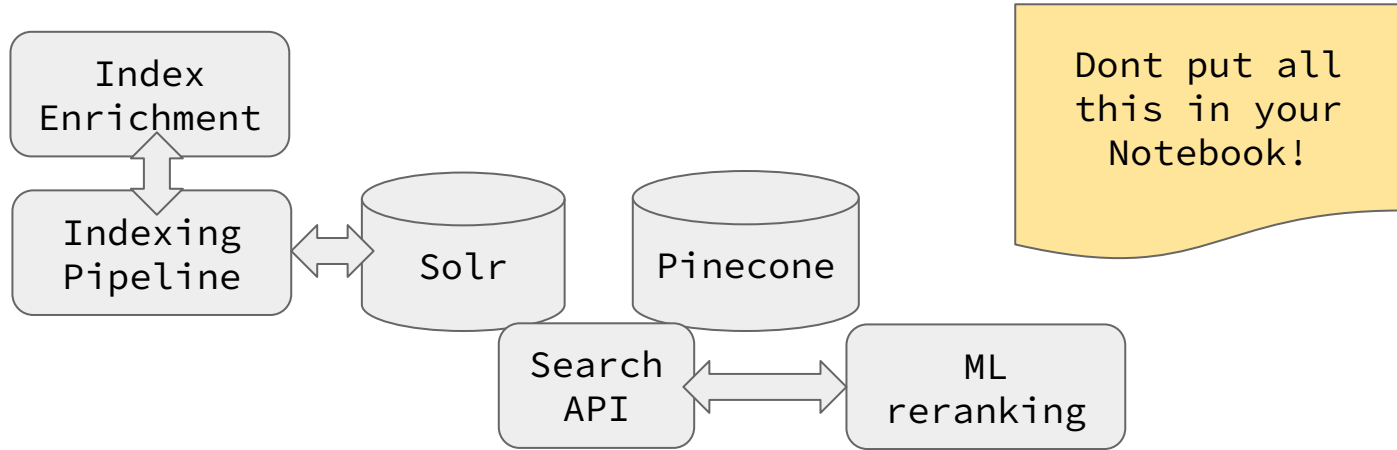 Index
Enrichment
Dont put all
this in your
Notebook!
Indexing
Pipeline
Solr
Pinecone
Search
API
ML
reranking